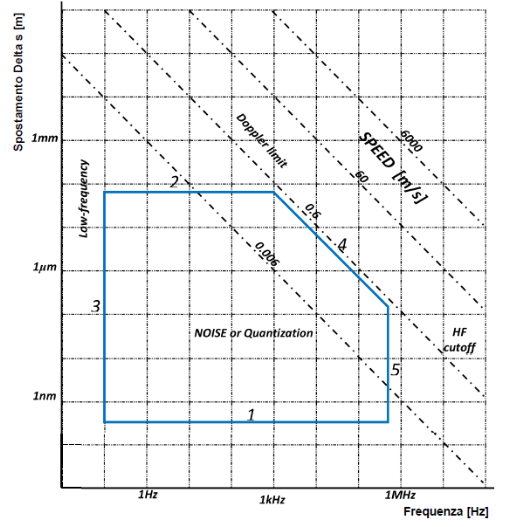 Spostamento Delta s [m]
1mm
1μm
1nm
Low-frequency
Doppler limit
SPEED [m/s]
6000
60
0.6
0.006
2
4
3
NOISE or Quantization
HF
cutoff
5
1
1Hz
1kHz
1MHz
Frequenza [Hz]